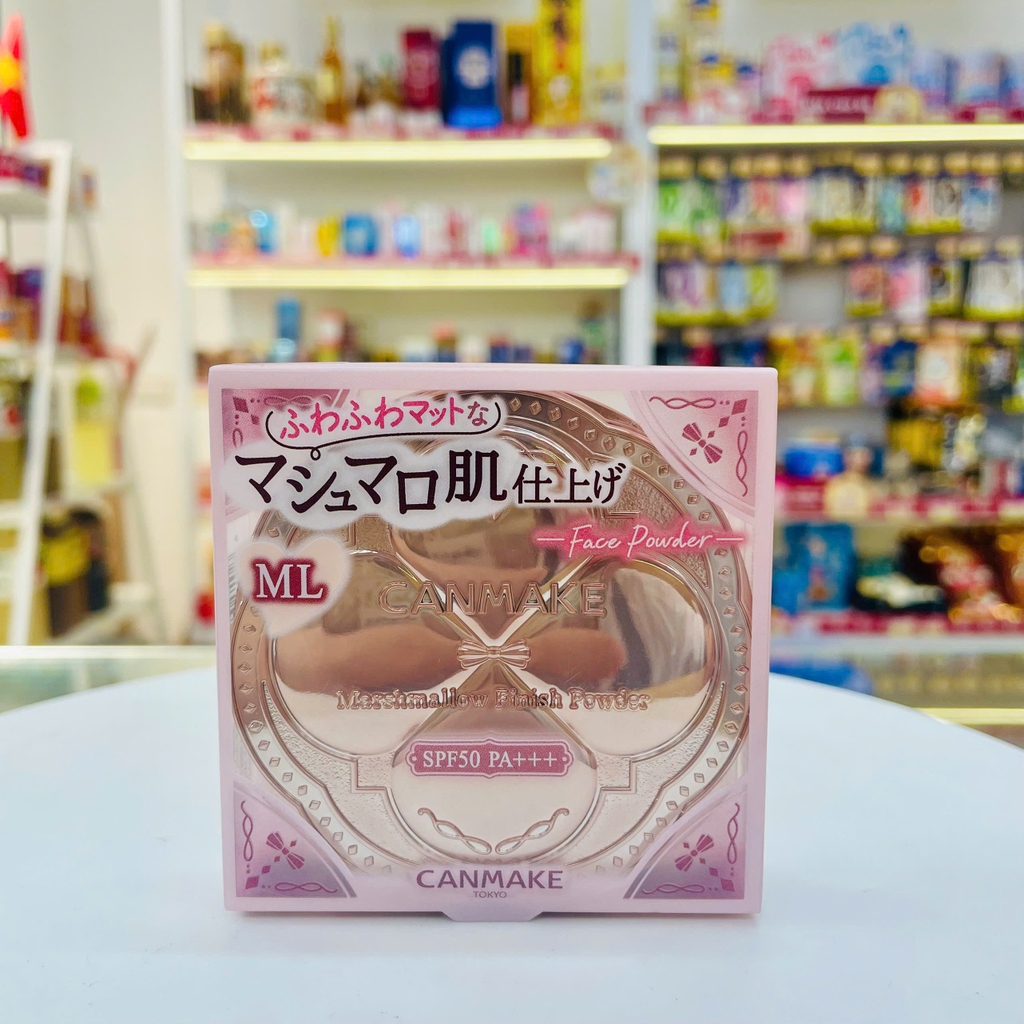 ふわふわマットな
マシュマロ肌仕上げ
Face Powder
ML
CANMAKE
Marshmallow Finish Powder
SPF50 PA+++
CANMAKE
TOKYO